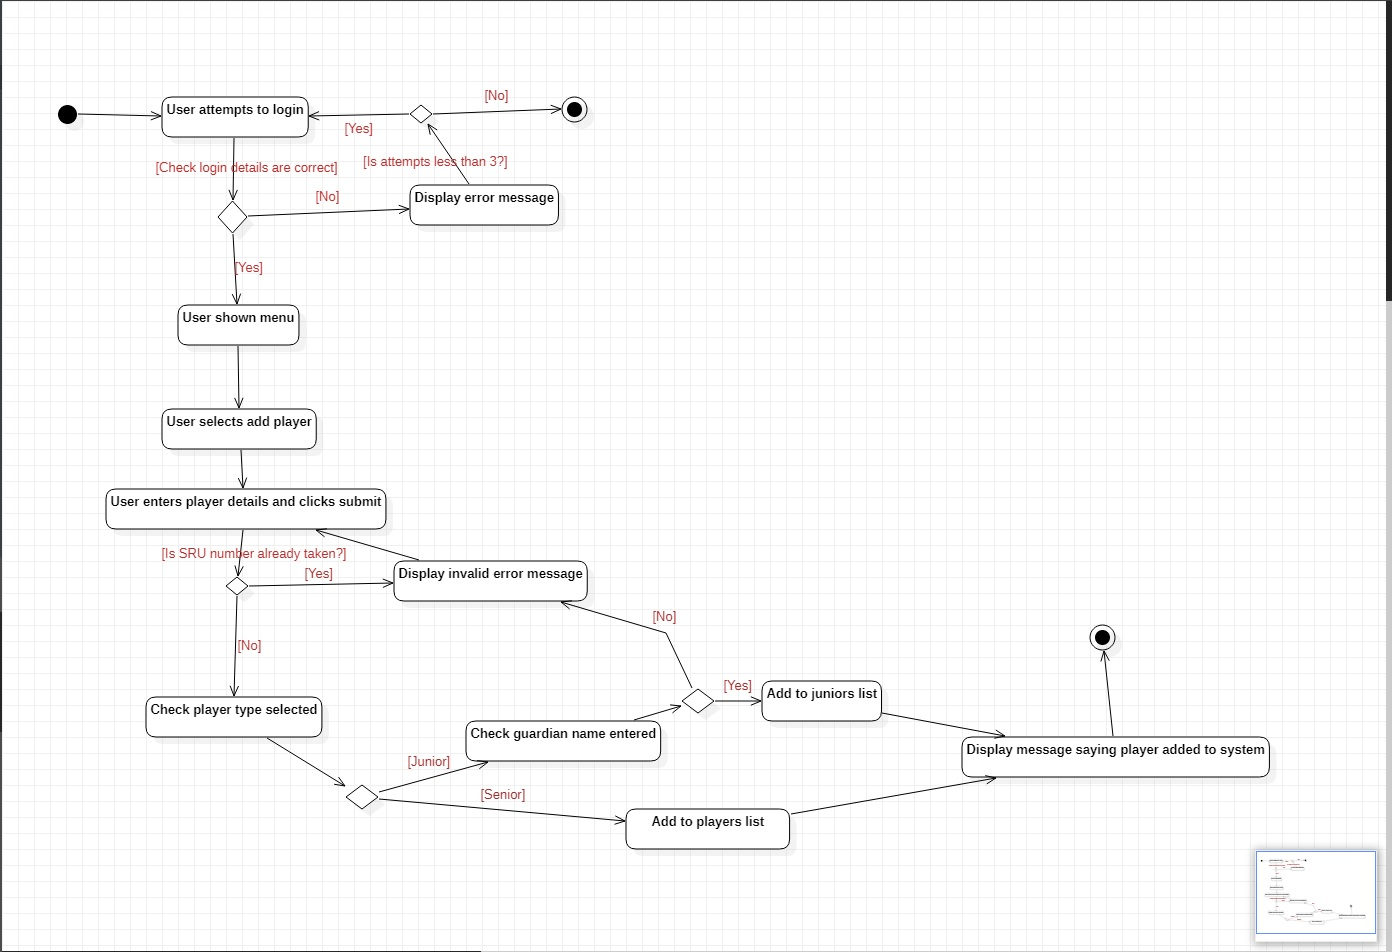 [No]
User attempts to login
[Yes]
[Check login details are correct]
[Is attempts less than 3?]
[No]
Display error message
[Yes]
User shown menu
User selects add player
User enters player details and clicks submit
[Is SRU number already taken?]
[Yes]
Display invalid error message
[No]
[No]
Check player type selected
[Yes]
Add to juniors list
Check guardian name entered
[Junior]
Display message saying player added to system
[Senior]
Add to players list